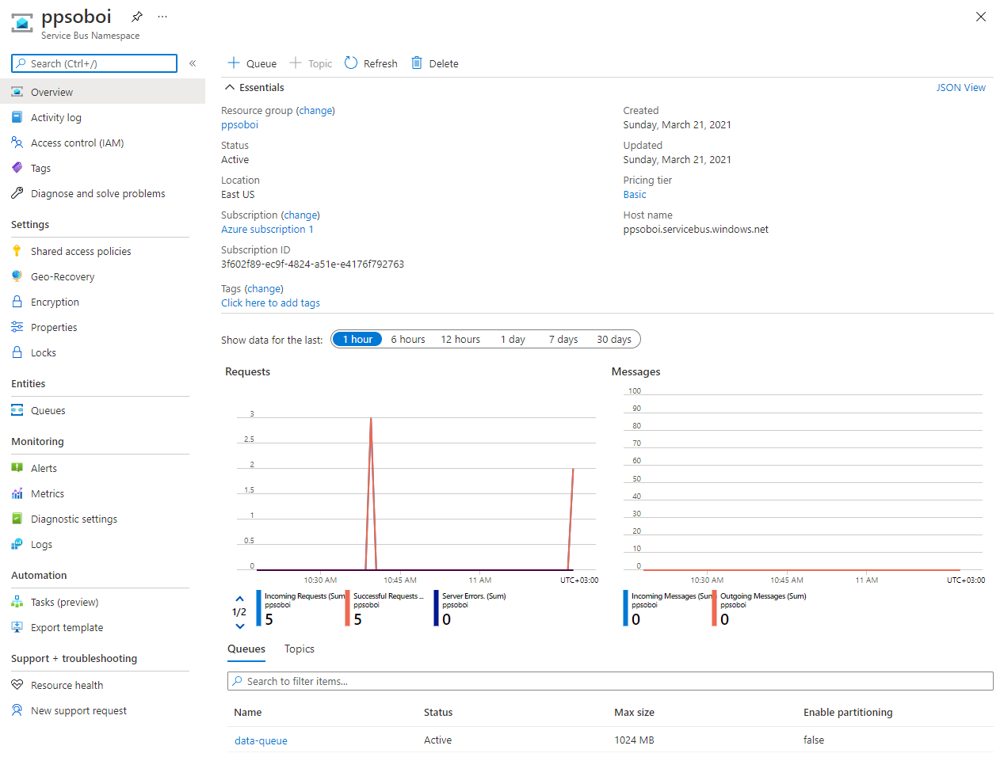 ppsoboi
Service Bus Namespace
Search (Ctrl+/)
«
Overview
Activity log
Access control (IAM)
Tags
Diagnose and solve problems
Settings
Shared access policies
Geo-Recovery
Encryption
Properties
Locks
Entities
Queues
Monitoring
Alerts
Metrics
Diagnostic settings
Logs
Automation
Tasks (preview)
Export template
Support + troubleshooting
Resource health
New support request
Queue Topic Refresh Delete
Essentials
JSON View
Resource group (change)
ppsoboi
Status
Active
Location
East US
Subscription (change)
Azure subscription 1
Subscription ID
3f602f89-ec9f-4824-a51e-e4176f792763
Tags (change)
Click here to add tags
Created
Sunday, March 21, 2021
Updated
Sunday, March 21, 2021
Pricing tier
Basic
Host name
ppsoboi.servicebus.windows.net
Show data for the last: 1 hour 6 hours 12 hours 1 day 7 days 30 days
Requests
3
2.5
2
1.5
1
0.5
0
10:30 AM 10:45 AM 11 AM UTC+03:00
1/2
Incoming Requests (Sum
ppsoboi
5
Successful Requests ...
ppsoboi
5
Server Errors. (Sum)
ppsoboi
0
Messages
100
90
80
70
60
50
40
30
20
10
0
10:30 AM 10:45 AM 11 AM UTC+03:00
Incoming Messages (Sum
ppsoboi
0
Outgoing Messages (Sum)
ppsoboi
0
Queues Topics
Search to filter items...
Name Status Max size Enable partitioning
data-queue Active 1024 MB false